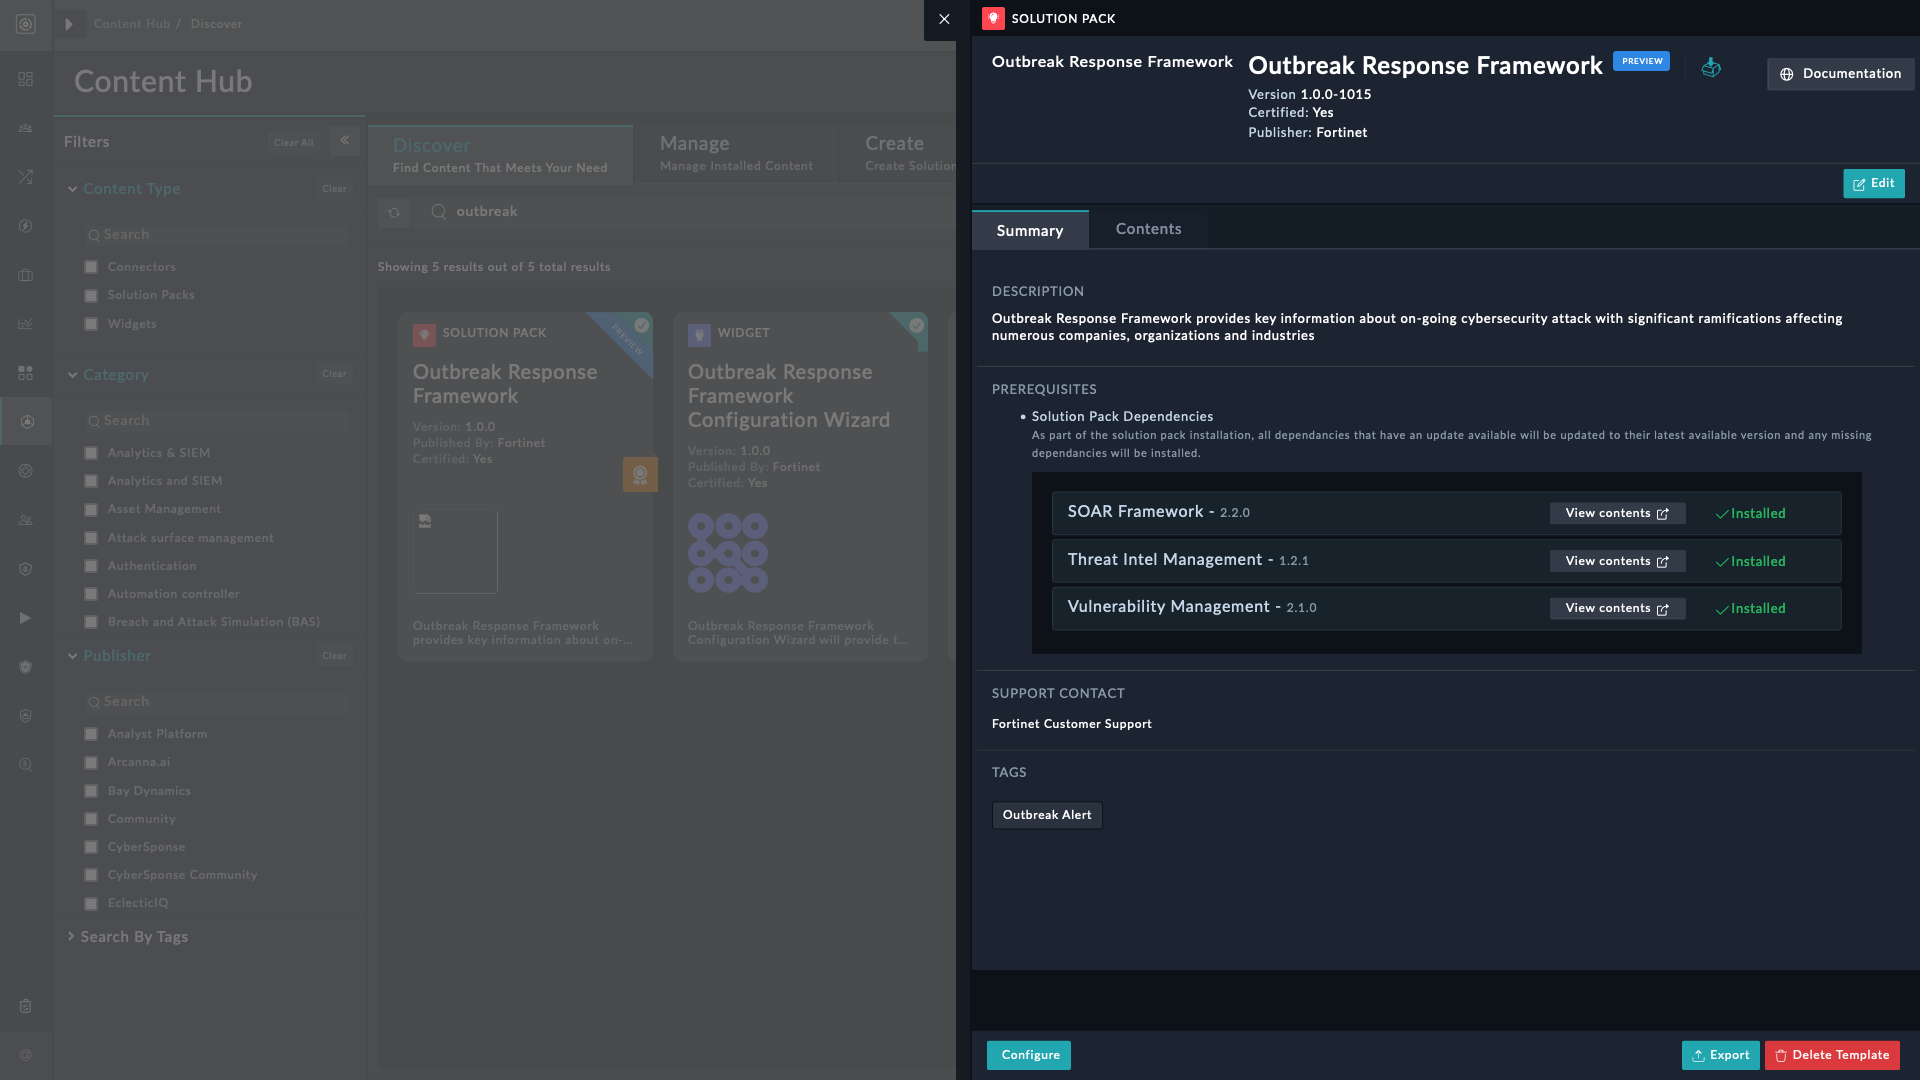 Content Hub / Discover
Content Hub
Filters
Clear All
Content Type
Clear
Search
Connectors
Solution Packs
Widgets
Category
Clear
Search
Analytics & SIEM
Analytics and SIEM
Asset Management
Attack surface management
Authentication
Automation controller
Breach and Attack Simulation (BAS)
Publisher
Clear
Search
Analyst Platform
Arcanna.ai
Bay Dynamics
Community
CyberSponse
CyberSponse Community
EclecticIQ
Search By Tags
Discover
Find Content That Meets Your Need
Manage
Manage Installed Content
Create
Create Solution
outbreak
Showing 5 results out of 5 total results
SOLUTION PACK
PREVIEW
Outbreak Response
Framework
Version: 1.0.0
Published By: Fortinet
Certified: Yes
Outbreak Response Framework
provides key information about on-...
WIDGET
Outbreak Response
Framework
Configuration Wizard
Version: 1.0.0
Published By: Fortinet
Certified: Yes
Outbreak Response Framework
Configuration Wizard will provide t...
SOLUTION PACK
Outbreak Response Framework
Outbreak Response Framework
PREVIEW
Version 1.0.0-1015
Certified: Yes
Publisher: Fortinet
Documentation
Edit
Summary
Contents
DESCRIPTION
Outbreak Response Framework provides key information about on-going cybersecurity attack with significant ramifications affecting
numerous companies, organizations and industries
PREREQUISITES
• Solution Pack Dependencies
As part of the solution pack installation, all dependancies that have an update available will be updated to their latest available version and any missing
dependancies will be installed.
SOAR Framework - 2.2.0
View contents
Installed
Threat Intel Management - 1.2.1
View contents
Installed
Vulnerability Management - 2.1.0
View contents
Installed
SUPPORT CONTACT
Fortinet Customer Support
TAGS
Outbreak Alert
Configure
Export
Delete Template